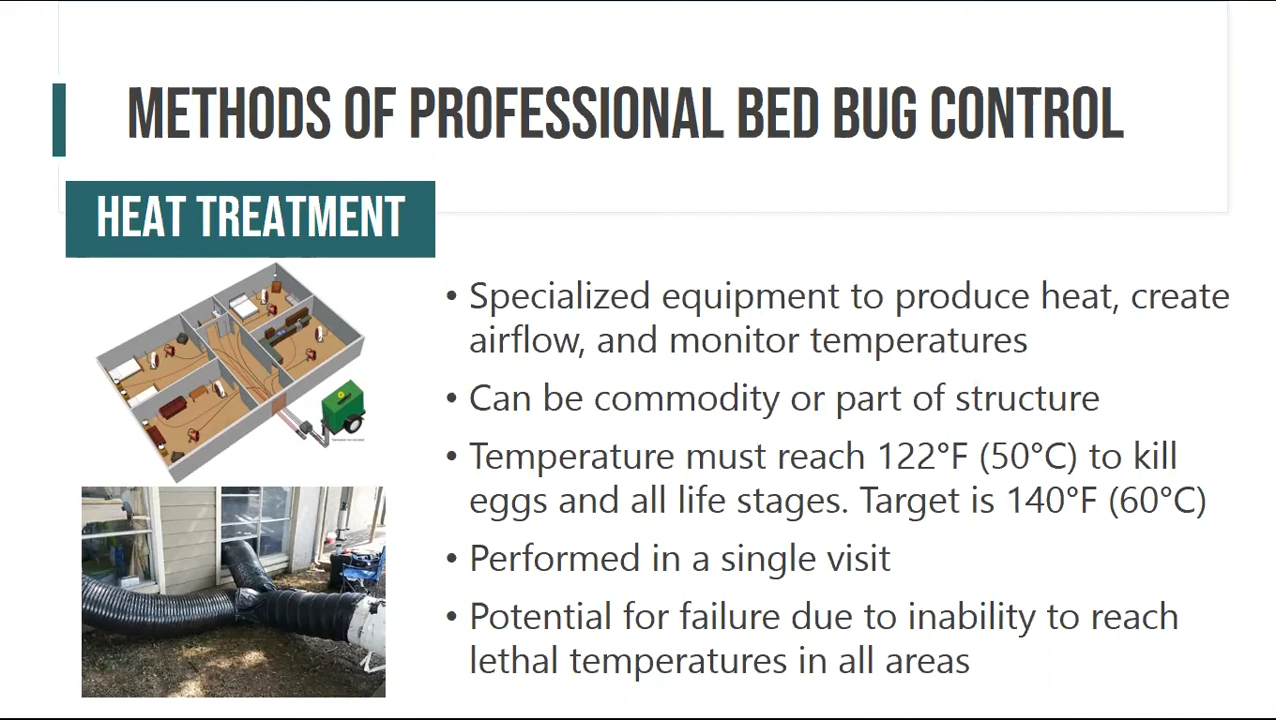 METHODS OF PROFESSIONAL BED BUG CONTROL
HEAT TREATMENT
• Specialized equipment to produce heat, create
airflow, and monitor temperatures
• Can be commodity or part of structure
• Temperature must reach 122°F (50°C) to kill
eggs and all life stages. Target is 140°F (60°C)
• Performed in a single visit
• Potential for failure due to inability to reach
lethal temperatures in all areas